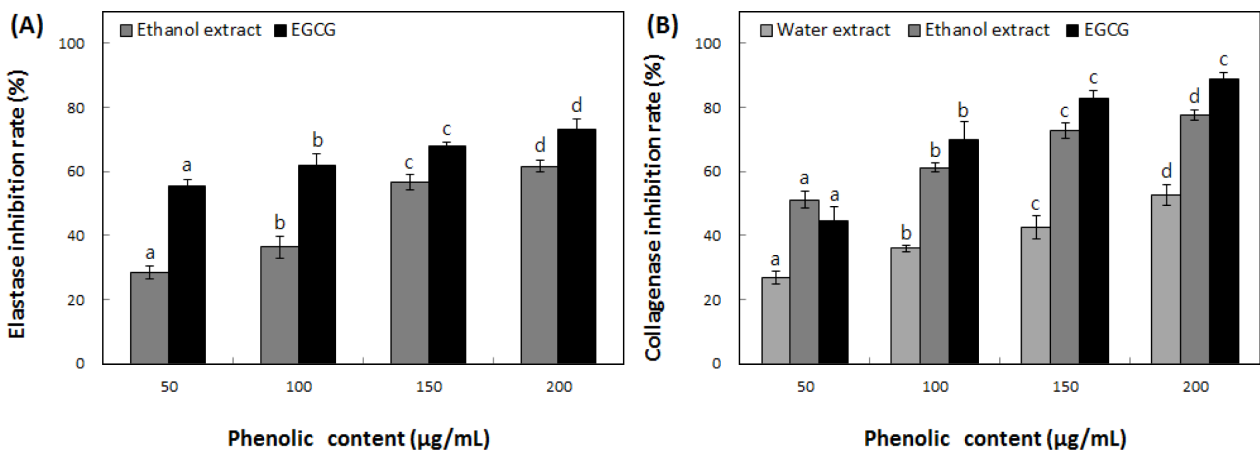 (A)
Ethanol extract EGCG
Elastase inhibition rate (%)
100
80
60
40
20
0
a a b b c c d d
50 100 150 200
Phenolic content (µg/mL)
(B)
Water extract Ethanol extract EGCG
Collagenase inhibition rate (%)
100
80
60
40
20
0
a a a b b b c c c d d c
50 100 150 200
Phenolic content (µg/mL)